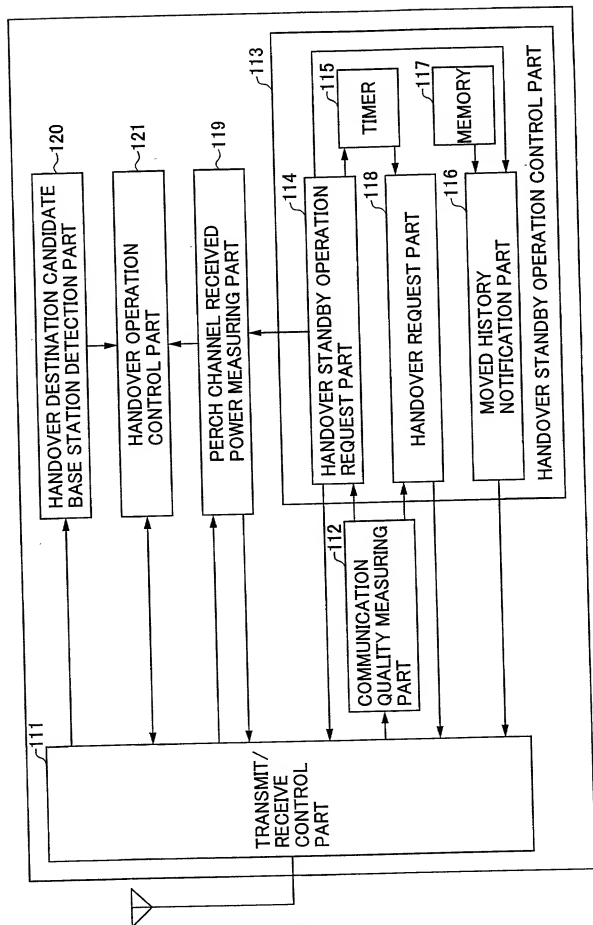 111
TRANSMIT/
RECEIVE
CONTROL
PART
120
HANDOVER DESTINATION CANDIDATE
BASE STATION DETECTION PART
121
HANDOVER OPERATION
CONTROL PART
119
PERCH CHANNEL RECEIVED
POWER MEASURING PART
112
COMMUNICATION
QUALITY MEASURING
PART
113
114
HANDOVER STANDBY OPERATION
REQUEST PART
115
TIMER
118
HANDOVER REQUEST PART
117
MEMORY
116
MOVED HISTORY
NOTIFICATION PART
HANDOVER STANDBY OPERATION CONTROL PART